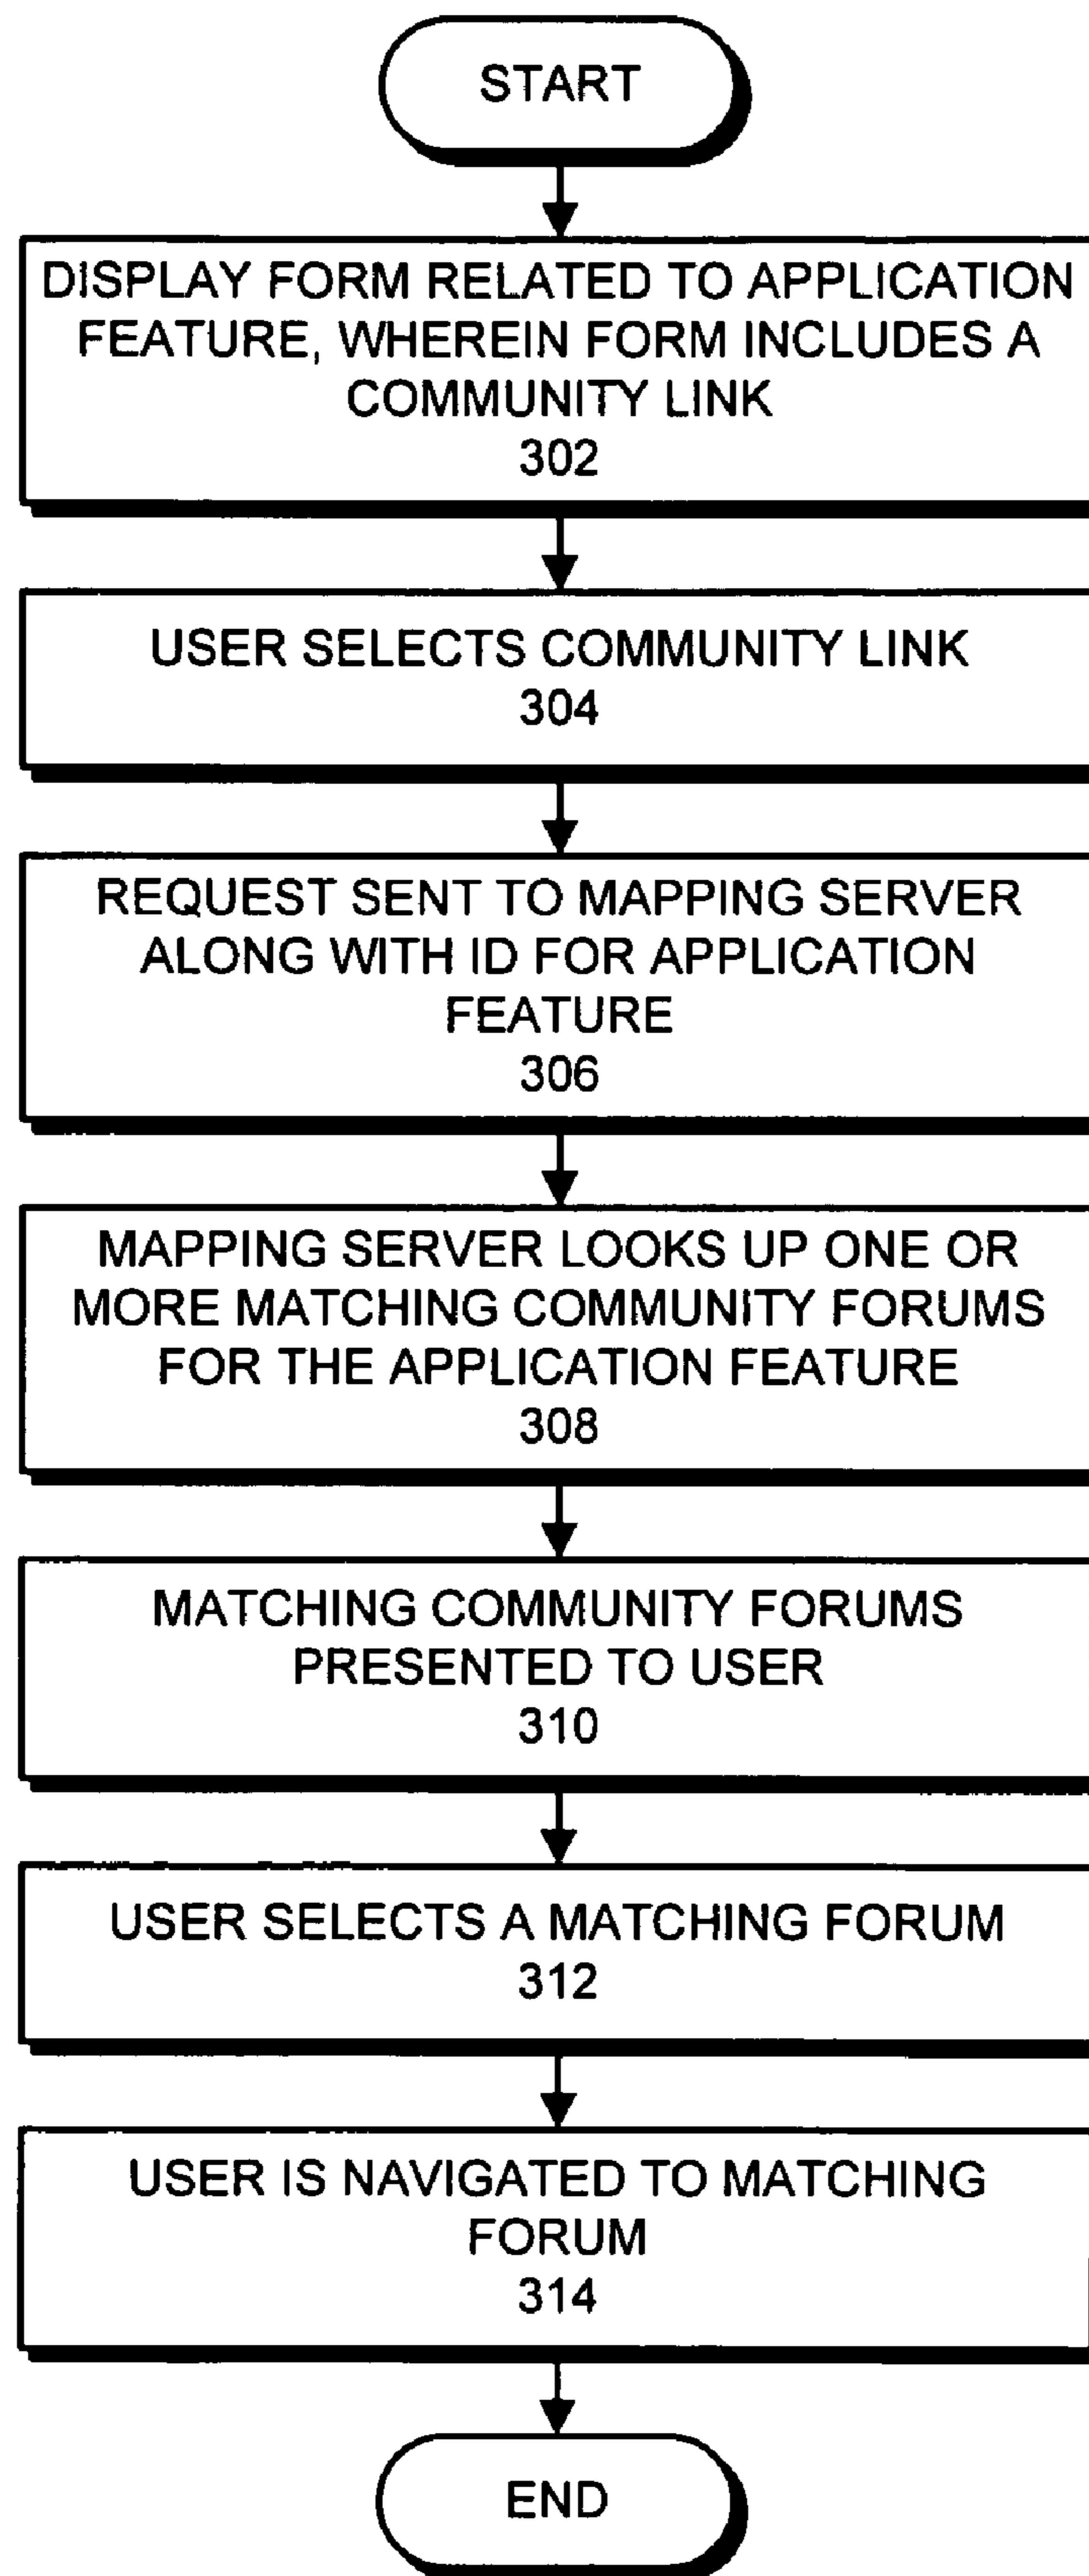 START
DISPLAY FORM RELATED TO APPLICATION
FEATURE, WHEREIN FORM INCLUDES A
COMMUNITY LINK
302
USER SELECTS COMMUNITY LINK
304
REQUEST SENT TO MAPPING SERVER
ALONG WITH ID FOR APPLICATION
FEATURE
306
MAPPING SERVER LOOKS UP ONE OR
MORE MATCHING COMMUNITY FORUMS
FOR THE APPLICATION FEATURE
308
MATCHING COMMUNITY FORUMS
PRESENTED TO USER
310
USER SELECTS A MATCHING FORUM
312
USER IS NAVIGATED TO MATCHING
FORUM
314
END